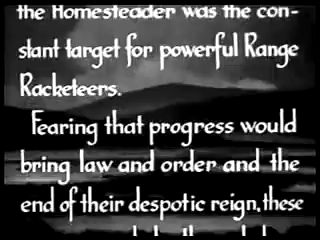 the Homesteader was the con-
stant target for powerful Range
Racketeers.
Fearing that progress would
bring law and order and the
end of their despotic reign, these